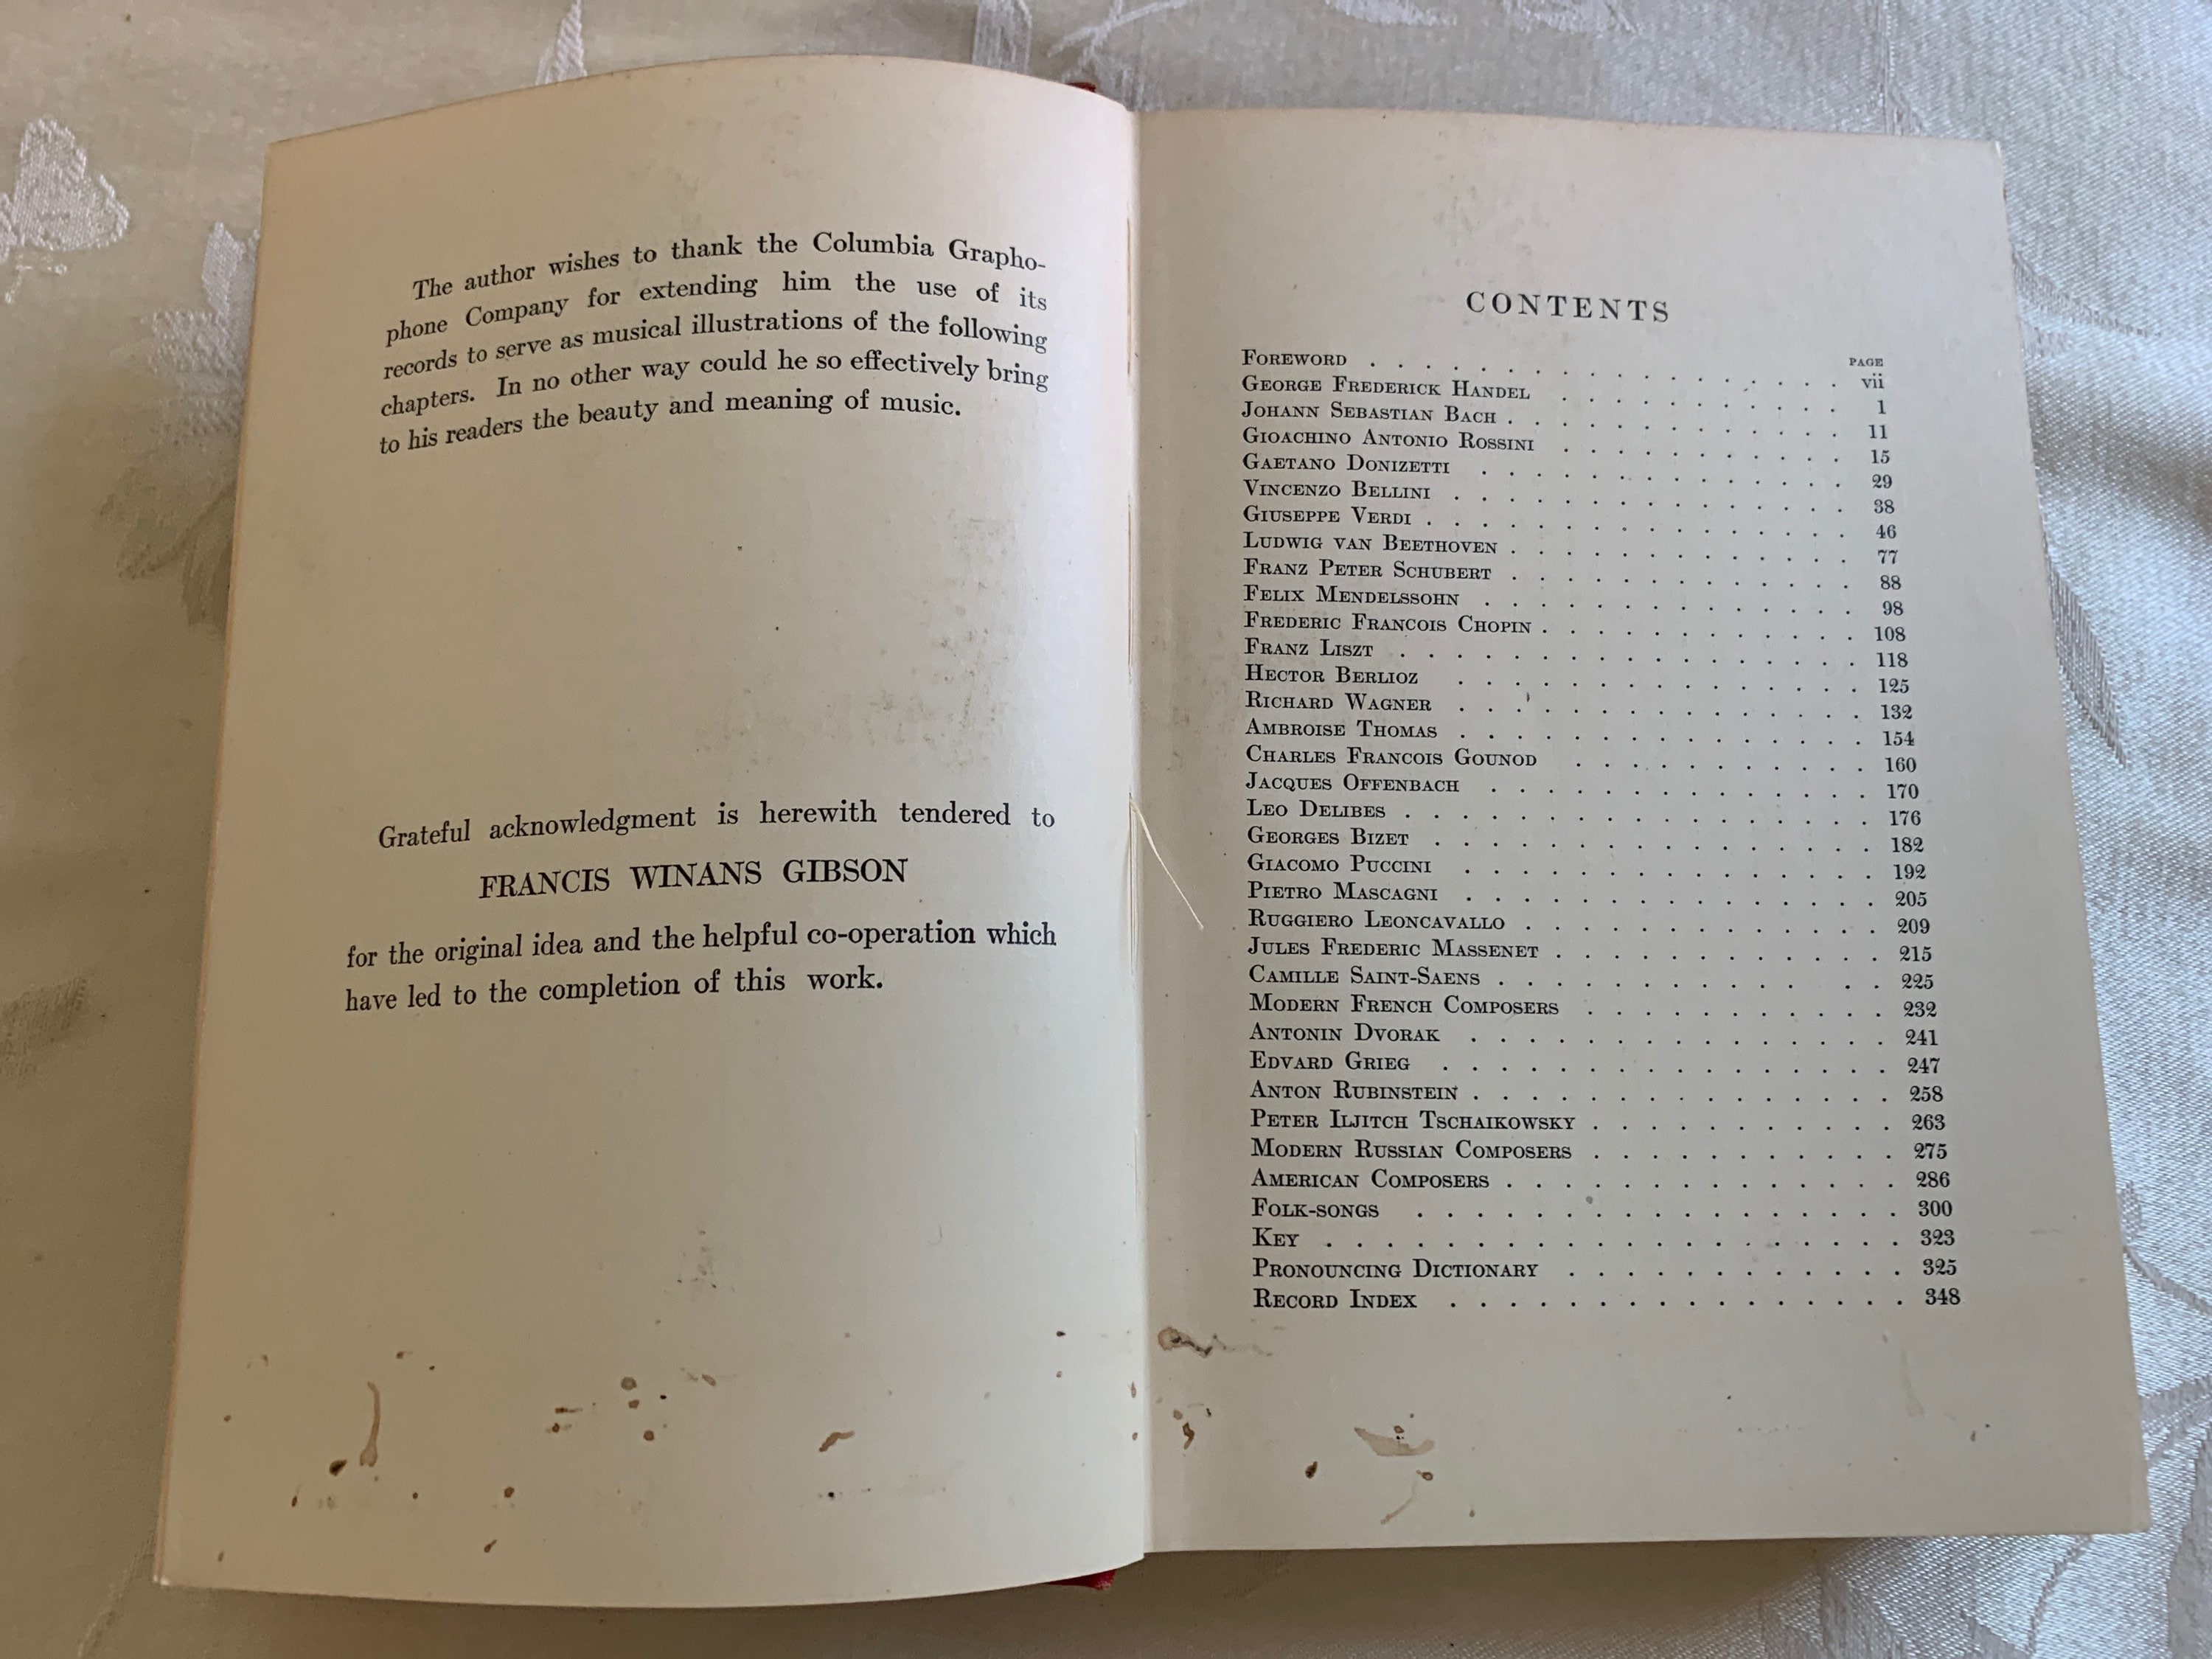 The author wishes to thank the Columbia Grapho-
phone Company for extending him the use of its
records to serve as musical illustrations of the following
chapters. In no other way could he so effectively bring
to his readers the beauty and meaning of music.
Grateful acknowledgment is herewith tendered to
FRANCIS WINANS GIBSON
for the original idea and the helpful co-operation which
have led to the completion of this work.
CONTENTS
PAGE
FOREWORD . . . . . . . . . . . . . . . . . vii
GEORGE FREDERICK HANDEL . . . . . . . . . . 1
JOHANN SEBASTIAN BACH . . . . . . . . . . . . 11
GIOACHINO ANTONIO ROSSINI . . . . . . . . . . 15
GAETANO DONIZETTI . . . . . . . . . . . . . 29
VINCENZO BELLINI . . . . . . . . . . . . . . 38
GIUSEPPE VERDI . . . . . . . . . . . . . . . 46
LUDWIG VAN BEETHOVEN . . . . . . . . . . . . 77
FRANZ PETER SCHUBERT . . . . . . . . . . . . 88
FELIX MENDELSSOHN . . . . . . . . . . . . . 98
FREDERIC FRANCOIS CHOPIN . . . . . . . . . . . 108
FRANZ LISZT . . . . . . . . . . . . . . . . 118
HECTOR BERLIOZ . . . . . . . . . . . . . . 125
RICHARD WAGNER . . . . . . . . . . . . . . 132
AMBROISE THOMAS . . . . . . . . . . . . . . 154
CHARLES FRANCOIS GOUNOD . . . . . . . . . . 160
JACQUES OFFENBACH . . . . . . . . . . . . . 170
LEO DELIBES . . . . . . . . . . . . . . . . 176
GEORGES BIZET . . . . . . . . . . . . . . . 182
GIACOMO PUCCINI . . . . . . . . . . . . . . 192
PIETRO MASCAGNI . . . . . . . . . . . . . . 205
RUGGIERO LEONCAVALLO . . . . . . . . . . . . 209
JULES FREDERIC MASSENET . . . . . . . . . . . 215
CAMILLE SAINT-SAENS . . . . . . . . . . . . . 225
MODERN FRENCH COMPOSERS . . . . . . . . . . 232
ANTONIN DVORAK . . . . . . . . . . . . . . 241
EDVARD GRIEG . . . . . . . . . . . . . . . 247
ANTON RUBINSTEIN . . . . . . . . . . . . . . 258
PETER ILJITCH TSCHAIKOWSKY . . . . . . . . . . 263
MODERN RUSSIAN COMPOSERS . . . . . . . . . . 275
AMERICAN COMPOSERS . . . . . . . . . . . . . 286
FOLK-SONGS . . . . . . . . . . . . . . . . 300
KEY . . . . . . . . . . . . . . . . . . . 323
PRONOUNCING DICTIONARY . . . . . . . . . . . 325
RECORD INDEX . . . . . . . . . . . . . . . 348